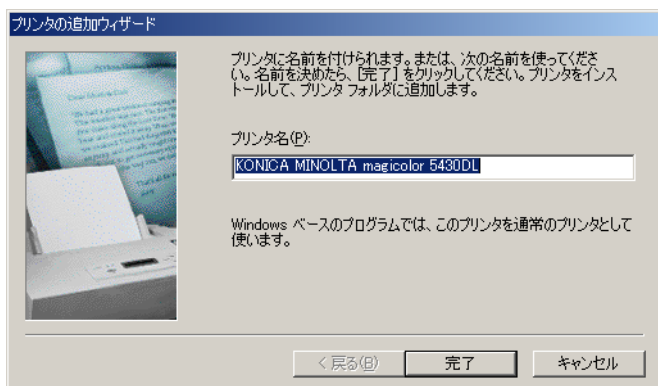 プリンタの追加ウィザード
プリンタに名前を付けられます。または、次の名前を使ってくださ
い。名前を決めたら、[完了] をクリックしてください。プリンタをインス
トールして、プリンタ フォルダに追加します。
プリンタ名(P):
KONICA MINOLTA magicolor 5430DL
Windows ベースのプログラムでは、このプリンタを通常のプリンタとして
使います。
< 戻る(B)
完了
キャンセル